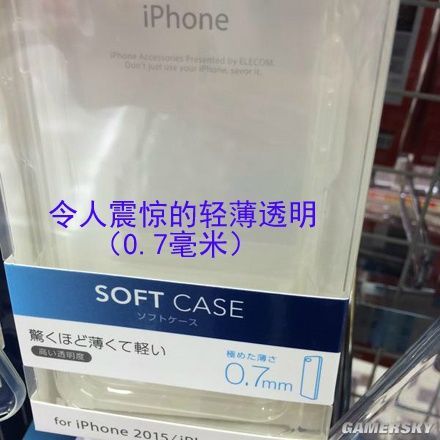 iPhone
iPhone Accessories Presented by ELECOM.
Don't just use your iPhone, savor it.
令人震惊的轻薄透明
（0.7毫米）
SOFT CASE
ソフトケース
驚くほど薄くて軽い
高い透明度
極めた薄さ
0.7mm
for iPhone 2015/iPh
GAMERSKY